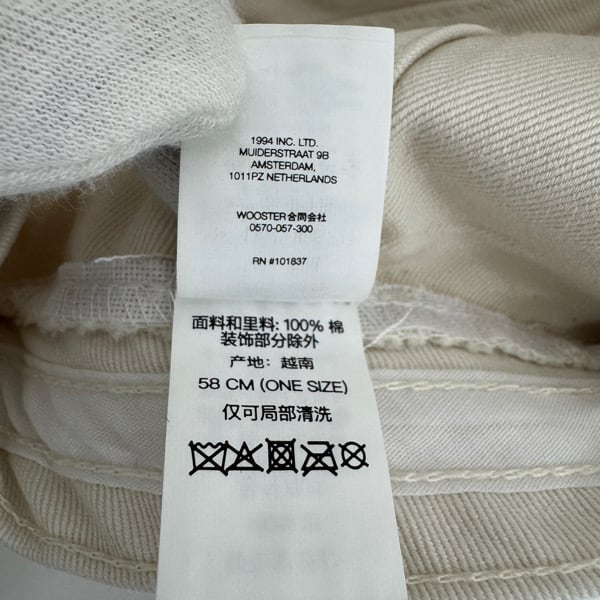 1994 INC. LTD.
MUIDERSTRAAT 9B
AMSTERDAM,
1011PZ NETHERLANDS
WOOSTER合同会社
0570-057-300
RN #101837
面料和里料: 100% 棉
装饰部分除外
产地: 越南
58 CM (ONE SIZE)
仅可局部清洗